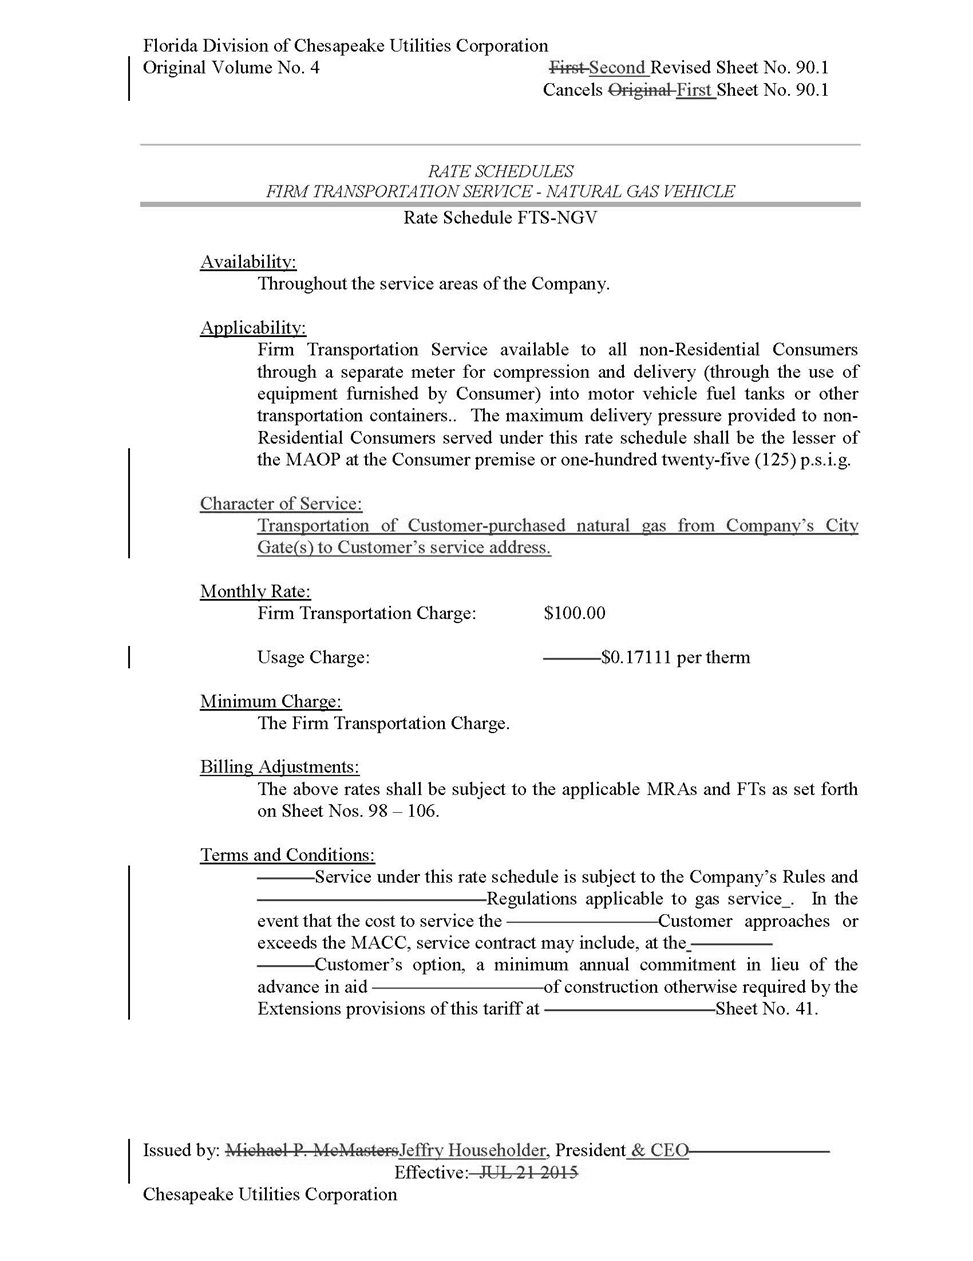 Florida Division of Chesapeake Utilities Corporation
Original Volume No. 4 First Second Revised Sheet No. 90.1
Cancels Original First Sheet No. 90.1
RATE SCHEDULES
FIRM TRANSPORTATION SERVICE - NATURAL GAS VEHICLE
Rate Schedule FTS-NGV
Availability:
Throughout the service areas of the Company.
Applicability:
Firm Transportation Service available to all non-Residential Consumers
through a separate meter for compression and delivery (through the use of
equipment furnished by Consumer) into motor vehicle fuel tanks or other
transportation containers.. The maximum delivery pressure provided to non-
Residential Consumers served under this rate schedule shall be the lesser of
the MAOP at the Consumer premise or one-hundred twenty-five (125) p.s.i.g.
Character of Service:
Transportation of Customer-purchased natural gas from Company's City
Gate(s) to Customer's service address.
Monthly Rate:
Firm Transportation Charge: $100.00
Usage Charge: $0.17111 per therm
Minimum Charge:
The Firm Transportation Charge.
Billing Adjustments:
The above rates shall be subject to the applicable MRAs and FTs as set forth
on Sheet Nos. 98 – 106.
Terms and Conditions:
Service under this rate schedule is subject to the Company's Rules and
Regulations applicable to gas service . In the
event that the cost to service the Customer approaches or
exceeds the MACC, service contract may include, at the
Customer's option, a minimum annual commitment in lieu of the
advance in aid of construction otherwise required by the
Extensions provisions of this tariff at Sheet No. 41.
Issued by: Michael P. McMastersJeffry Householder, President & CEO
Effective: JUL 21 2015
Chesapeake Utilities Corporation